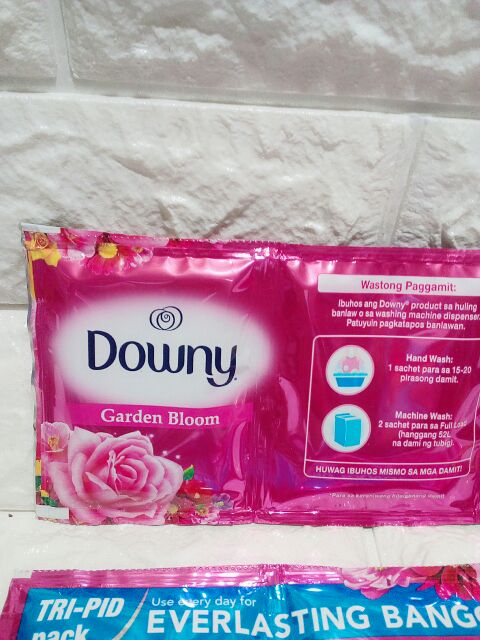 Downy
Garden Bloom
Wastong Paggamit:
Ibuhos ang Downy® product sa huling
banlaw o sa washing machine dispenser.
Patuyuin pagkatapos banlawan.
Hand Wash:
1 sachet para sa 15-20
pirasong damit.
Machine Wash:
2 sachet para sa Full Load
(hanggang 52L
na dami ng tubig).
HUWAG IBUHOS MISMO SA MGA DAMIT!
TRI-PID
pack
Use every day for
EVERLASTING BANGO